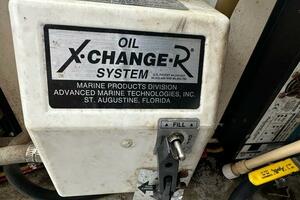 OIL
X-CHANGE-R®
SYSTEM
MARINE PRODUCTS DIVISION
ADVANCED MARINE TECHNOLOGIES, INC.
ST. AUGUSTINE, FLORIDA
FILL